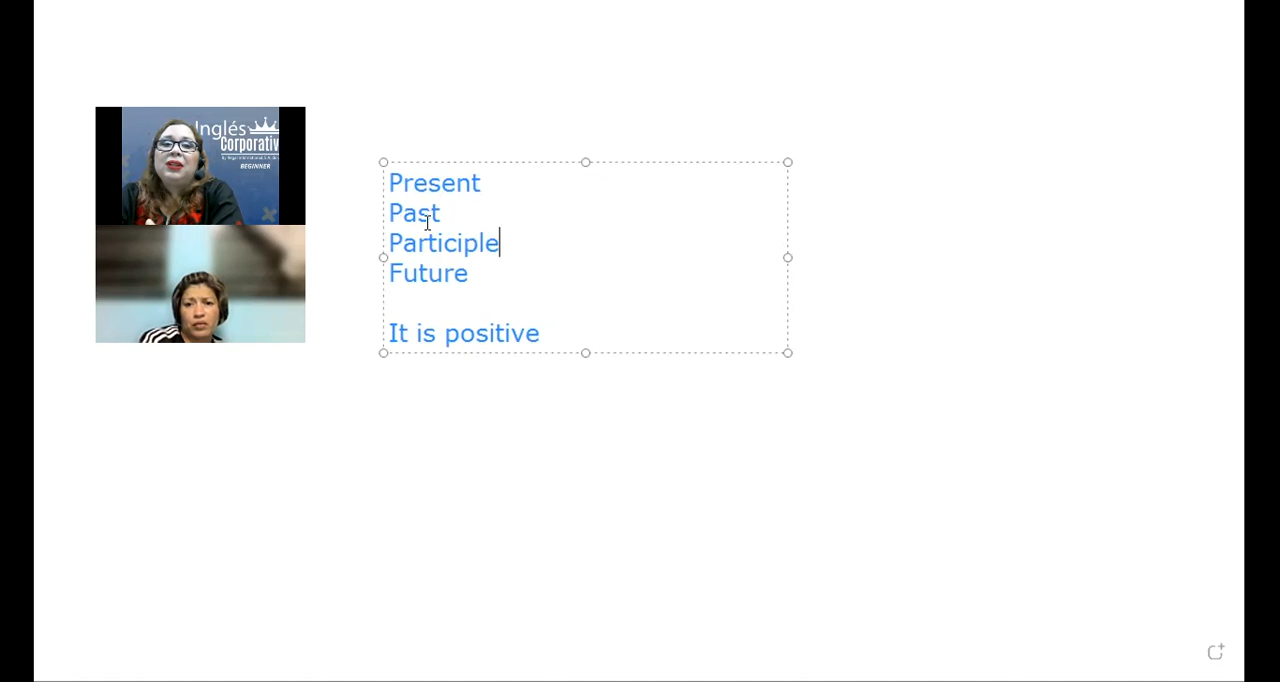 Inglés
Corporativ
BEGINNER
Present
Past
Participle
Future
It is positive